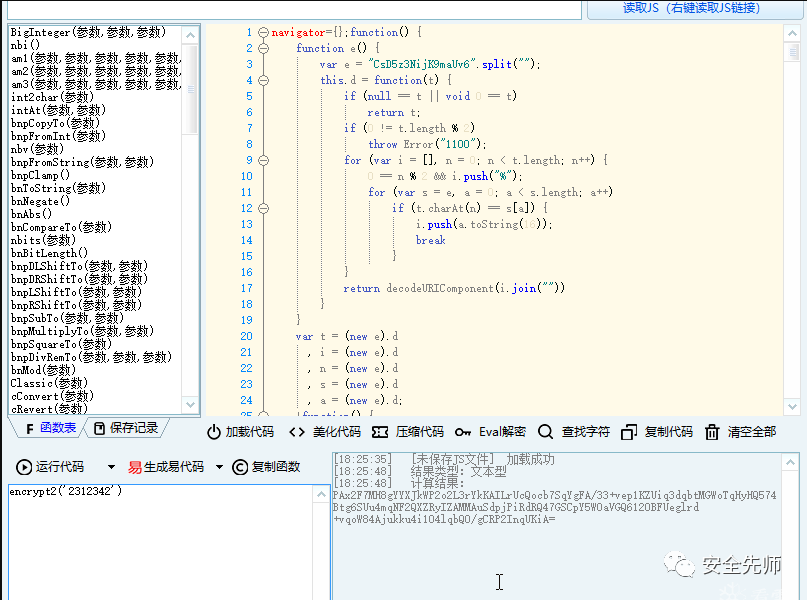 读取JS（右键读取JS链接）
BigInteger(参数,参数,参数)
nbi()
am1(参数,参数,参数,参数,参数,
am2(参数,参数,参数,参数,参数,
am3(参数,参数,参数,参数,参数,
int2char(参数)
intAt(参数,参数)
bnpCopyTo(参数)
bnpFromInt(参数)
nbv(参数)
bnpFromString(参数,参数)
bnpClamp()
bnToString(参数)
bnNegate()
bnAbs()
bnCompareTo(参数)
nbits(参数)
bnBitLength()
bnpDLShiftTo(参数,参数)
bnpDRShiftTo(参数,参数)
bnpLShiftTo(参数,参数)
bnpRShiftTo(参数,参数)
bnpSubTo(参数,参数)
bnpMultiplyTo(参数,参数)
bnpSquareTo(参数)
bnpDivRemTo(参数,参数,参数)
bnMod(参数)
Classic(参数)
cConvert(参数)
cRevert(参数)
1 navigator={};function() {
2 function e() {
3 var e = "CsD5z3NijK9maUv6".split("");
4 this.d = function(t) {
5 if (null == t || void 0 == t)
6 return t;
7 if (0 != t.length % 2)
8 throw Error("1100");
9 for (var i = [], n = 0; n < t.length; n++) {
10 0 == n % 2 && i.push("%");
11 for (var s = e, a = 0; a < s.length; a++)
12 if (t.charAt(n) == s[a]) {
13 i.push(a.toString(16));
14 break
15 }
16 }
17 return decodeURIComponent(i.join(""))
18 }
19 }
20 var t = (new e).d
21 , i = (new e).d
22 , n = (new e).d
23 , s = (new e).d
24 , a = (new e).d;
25 !function() {
F 函数表 保存记录
加载代码 美化代码 压缩代码 Eval解密 查找字符 复制代码 清空全部
运行代码 易 生成易代码 复制函数
encrypt2('2312342')
[18:25:35] [未保存JS文件] 加载成功
[18:25:48] 结果类型：文本型
[18:25:48] 计算结果：
PAx2F7MH8gYYXJkWP2o2L3rYkKAILrUcQocb7SqYgFA/33+vep1KZUiq3dqbtMGWoTqHyHQ574
Btg6SUu4mqNF2QXZRyIZAMMAuSdpjPiRdRQ47GSCpY5WOaVGQ612OBFUeglrd
+vqoW84Ajukku4i1O4lqbQO/gCRP2InqUKiA=
安全先师